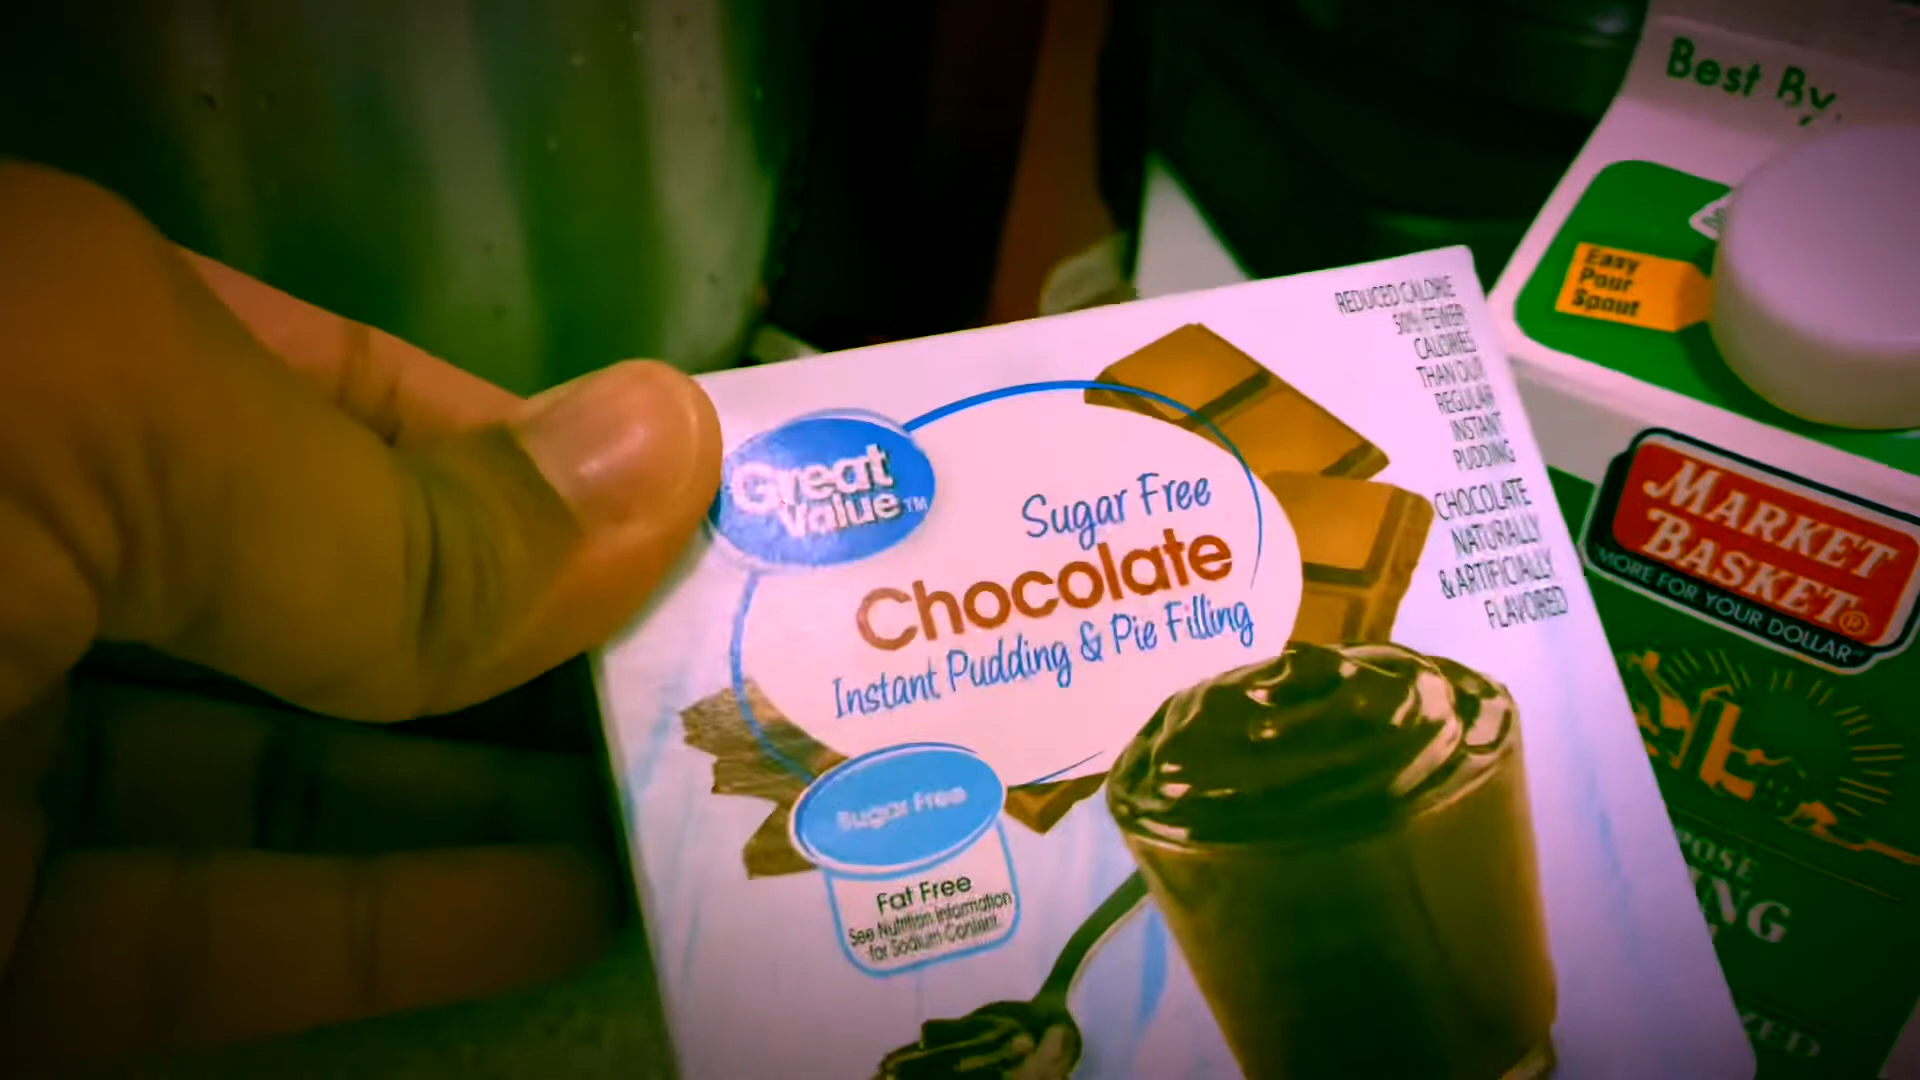 Best By
Easy
Pour
Spout
REDUCED CALORIE
50% FEWER
CALORIES
THAN OUR
REGULAR
INSTANT
PUDDING
CHOCOLATE
NATURALLY
& ARTIFICIALLY
FLAVORED
Great
Value™
Sugar Free
Chocolate
Instant Pudding & Pie Filling
Sugar Free
Fat Free
See Nutrition Information
for Sodium Content.
MARKET
BASKET®
MORE FOR YOUR DOLLAR™